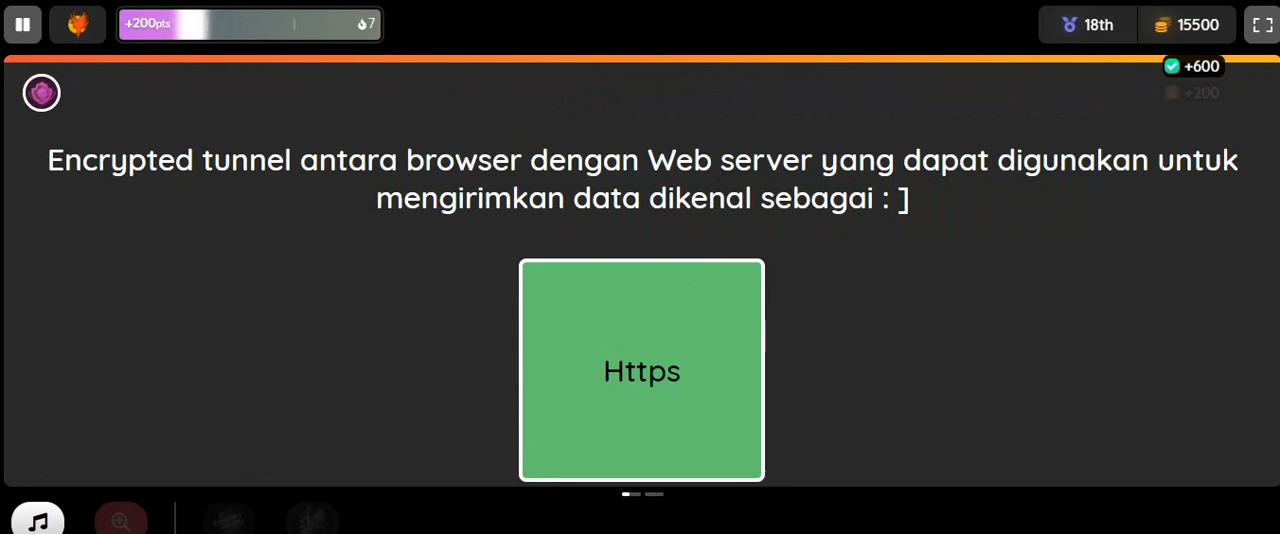 +200pts
7
18th
15500
+600
+200
Encrypted tunnel antara browser dengan Web server yang dapat digunakan untuk
mengirimkan data dikenal sebagai : ]
Https